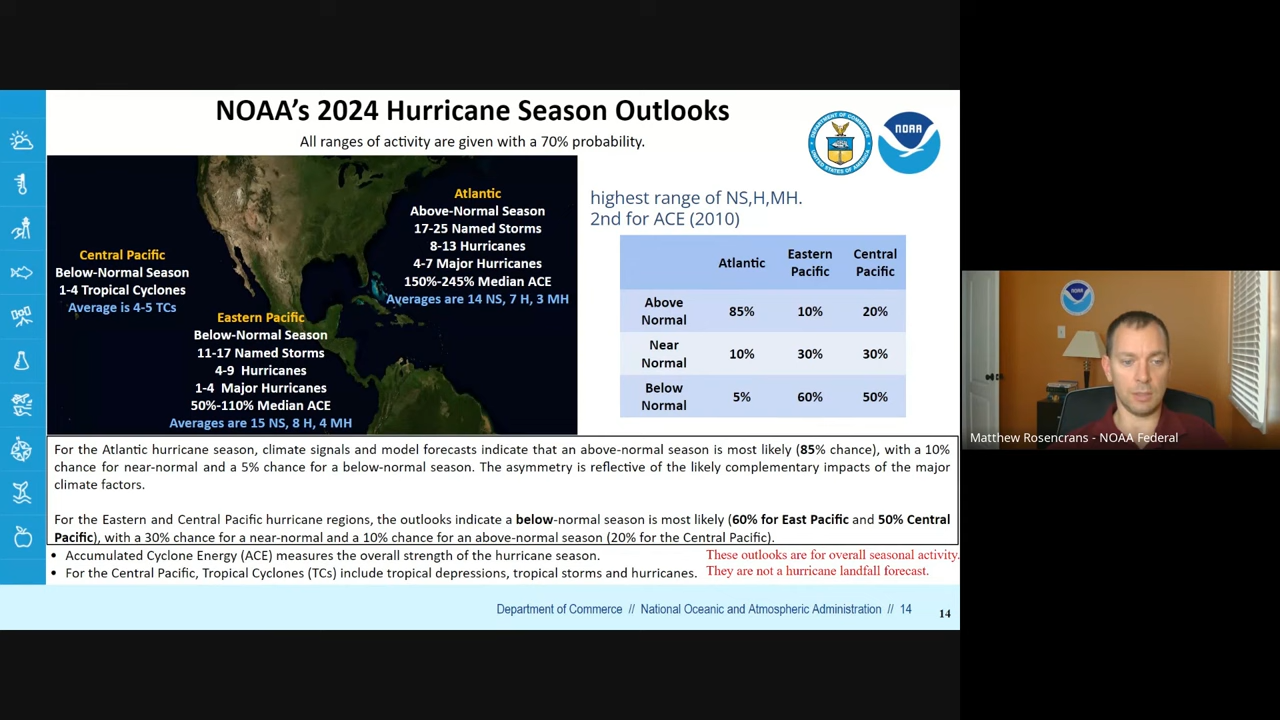 NOAA's 2024 Hurricane Season Outlooks
All ranges of activity are given with a 70% probability.
NOAA
Atlantic
Above-Normal Season
17-25 Named Storms
8-13 Hurricanes
4-7 Major Hurricanes
150%-245% Median ACE
Averages are 14 NS, 7 H, 3 MH
Central Pacific
Below-Normal Season
1-4 Tropical Cyclones
Average is 4-5 TCs
Eastern Pacific
Below-Normal Season
11-17 Named Storms
4-9 Hurricanes
1-4 Major Hurricanes
50%-110% Median ACE
Averages are 15 NS, 8 H, 4 MH
highest range of NS,H,MH.
2nd for ACE (2010)
Atlantic Eastern Pacific Central Pacific
Above Normal 85% 10% 20%
Near Normal 10% 30% 30%
Below Normal 5% 60% 50%
For the Atlantic hurricane season, climate signals and model forecasts indicate that an above-normal season is most likely (85% chance), with a 10%
chance for near-normal and a 5% chance for a below-normal season. The asymmetry is reflective of the likely complementary impacts of the major
climate factors.
For the Eastern and Central Pacific hurricane regions, the outlooks indicate a below-normal season is most likely (60% for East Pacific and 50% Central
Pacific), with a 30% chance for a near-normal and a 10% chance for an above-normal season (20% for the Central Pacific).
• Accumulated Cyclone Energy (ACE) measures the overall strength of the hurricane season.
• For the Central Pacific, Tropical Cyclones (TCs) include tropical depressions, tropical storms and hurricanes.
These outlooks are for overall seasonal activity.
They are not a hurricane landfall forecast.
Department of Commerce // National Oceanic and Atmospheric Administration // 14
14
Matthew Rosencrans - NOAA Federal